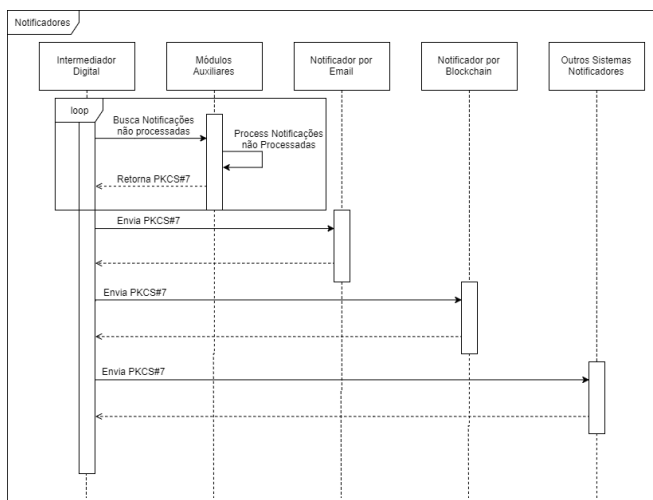 Notificadores
Intermediador
Digital
Módulos
Auxiliares
Notificador por
Email
Notificador por
Blockchain
Outros Sistemas
Notificadores
loop
Busca Notificações
não processadas
Process Notificações
não Processadas
Retorna PKCS#7
Envia PKCS#7
Envia PKCS#7
Envia PKCS#7